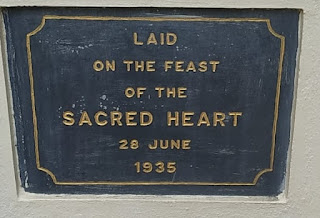 LAID
ON THE FEAST
OF THE
SACRED HEART
28 JUNE
1935